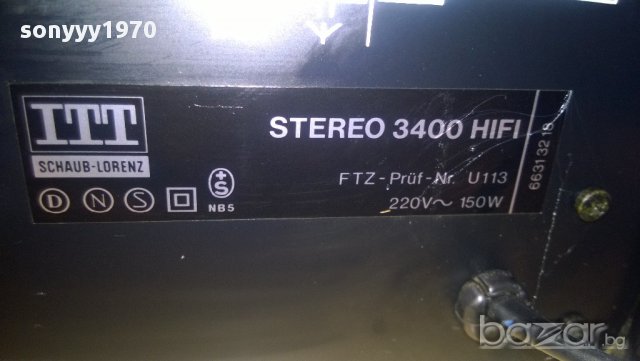 sonyyy1970
ITT
SCHAUB-LORENZ
STEREO 3400 HIFI
FTZ-Prüf-Nr. U113
220V~ 150W
D N S
+S
NB5
6631 32 18
bazar.bg